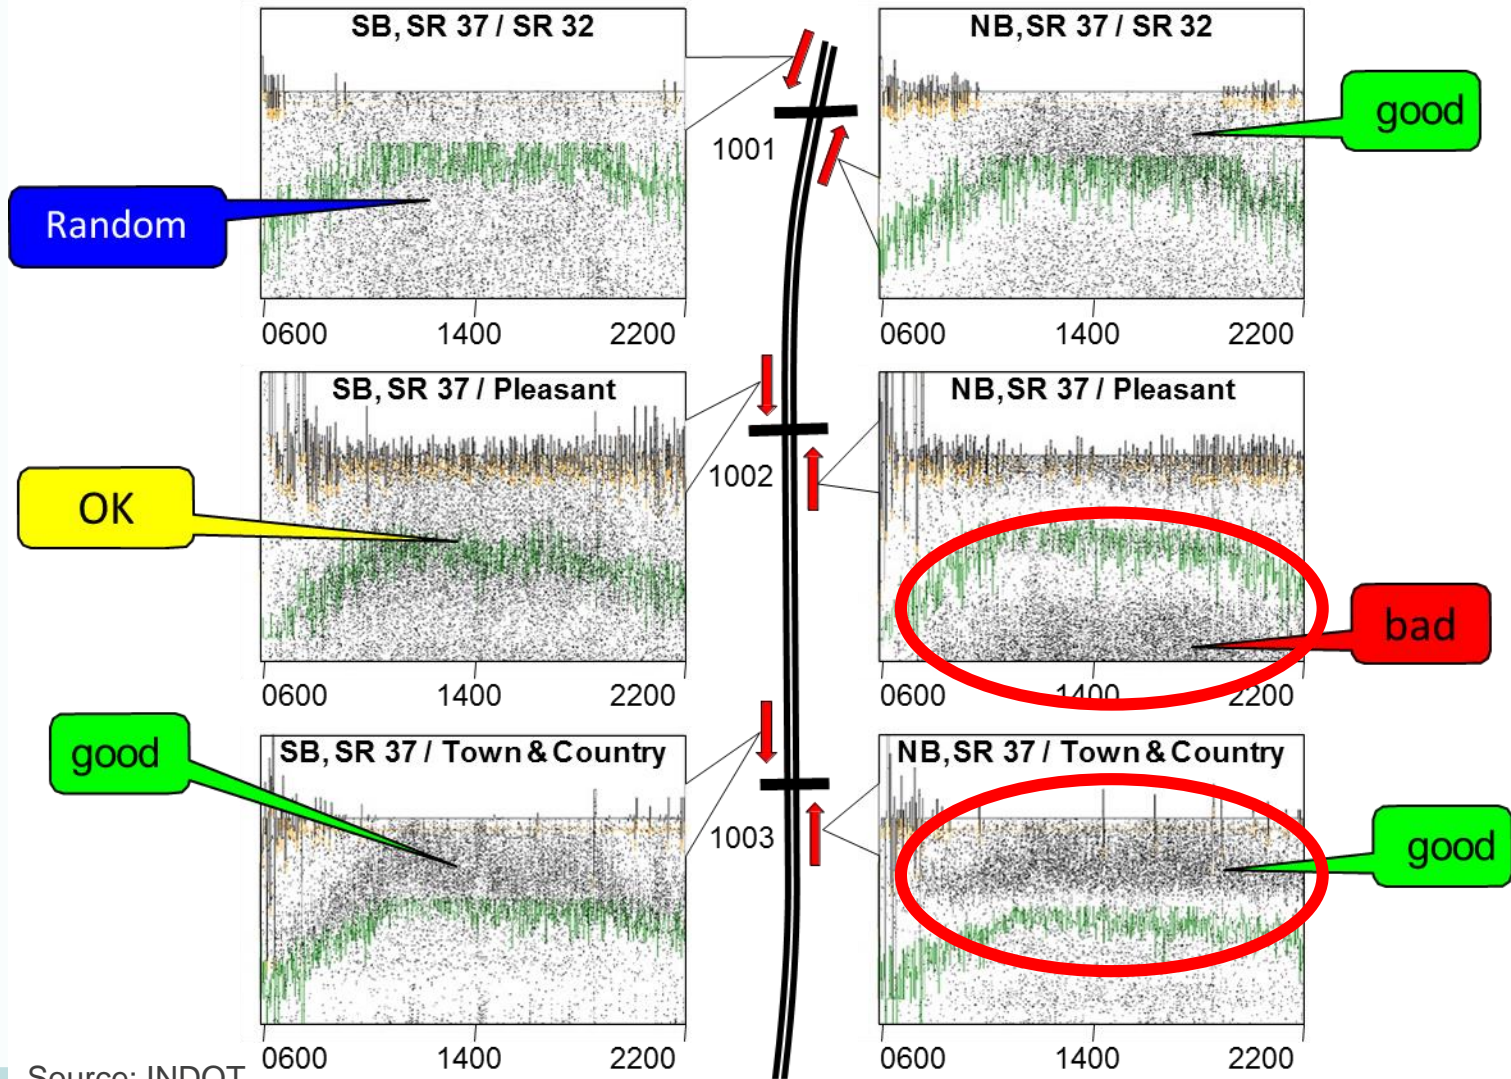 SB, SR 37 / SR 32
NB, SR 37 / SR 32
good
1001
Random
0600 1400 2200
0600 1400 2200
SB, SR 37 / Pleasant
NB, SR 37 / Pleasant
1002
OK
bad
0600 1400 2200
0600 1400 2200
good
SB, SR 37 / Town & Country
NB, SR 37 / Town & Country
1003
good
0600 1400 2200
0600 1400 2200
Source: INDOT